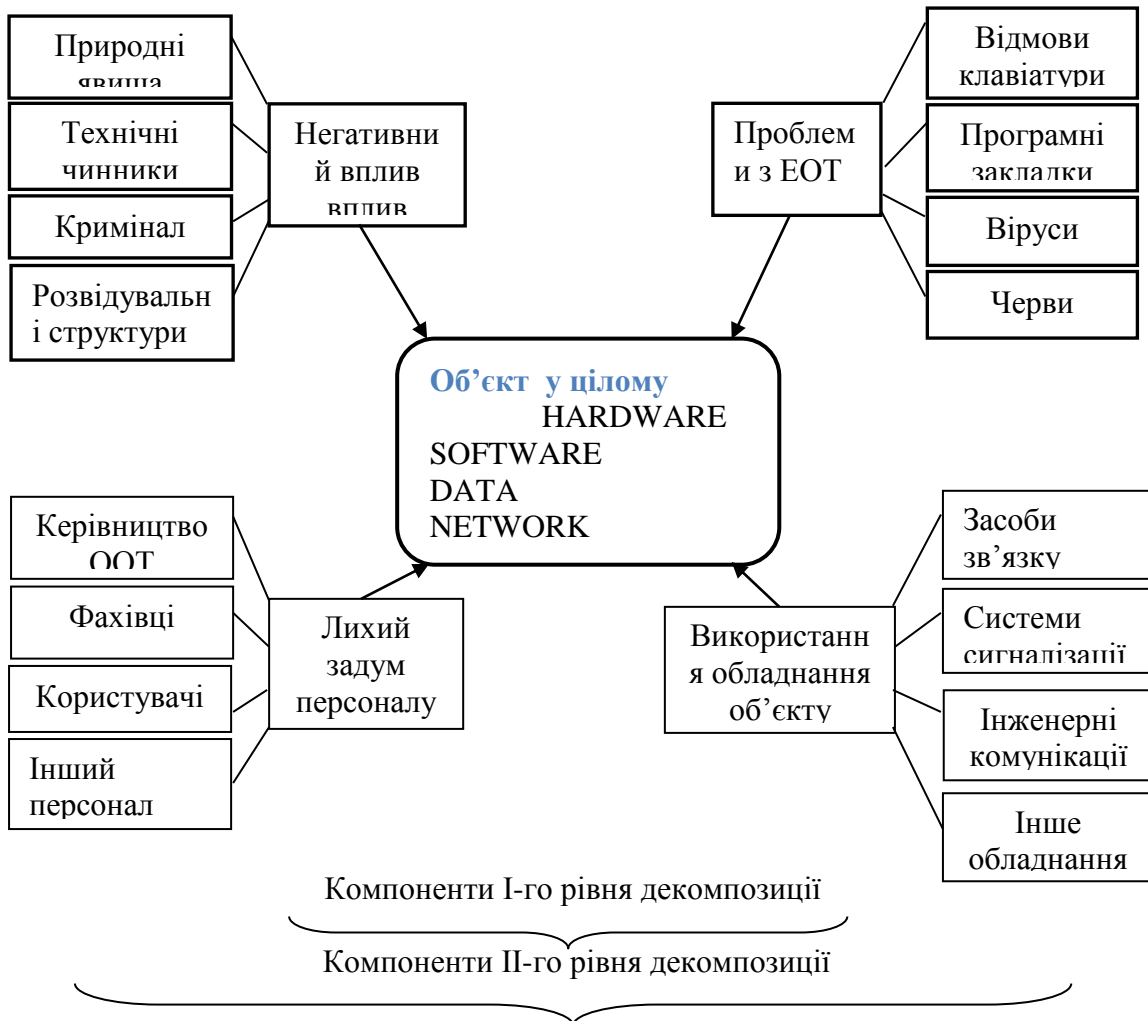 Природні
явища
Технічні
чинники
Кримінал
Розвідувальн
і структури
Негативни
й вплив
вплив
Проблем
и з ЕОТ
Відмови
клавіатури
Програмні
закладки
Віруси
Черви
Об’єкт у цілому
HARDWARE
SOFTWARE
DATA
NETWORK
Керівництво
ООТ
Фахівці
Користувачі
Інший
персонал
Лихий
задум
персоналу
Використанн
я обладнання
об’єкту
Засоби
зв’язку
Системи
сигналізації
Інженерні
комунікації
Інше
обладнання
Компоненти І-го рівня декомпозиції
Компоненти ІІ-го рівня декомпозиції